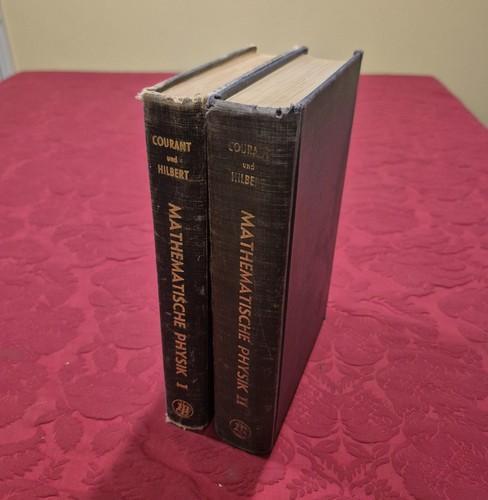 COURANT
und
HILBERT
MATHEMATISCHE PHYSIK I
COURANT
und
HILBERT
MATHEMATISCHE PHYSIK II